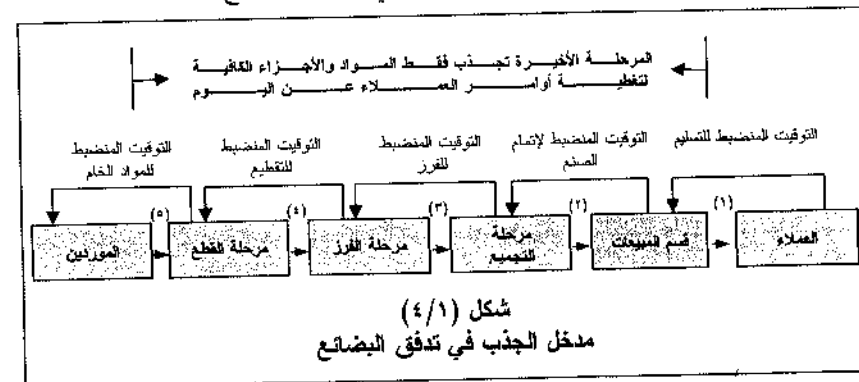 المرحلة الأخيرة تجذب فقط المواد والأجزاء الكافية
لتغطية أوامر العملاء عن اليوم
التوقيت المنضبط للتسليم
التوقيت المنضبط لإتمام
الصنع
التوقيت المنضبط
للفرز
التوقيت المنضبط
للتقطيع
التوقيت المنضبط
للمواد الخام
(١)
(٢)
(٣)
(٤)
(٥)
العملاء
قسم المبيعات
مرحلة
التجميع
مرحلة الفرز
مرحلة القطع
الموردين
شكل (٤/١)
مدخل الجذب في تدفق البضائع